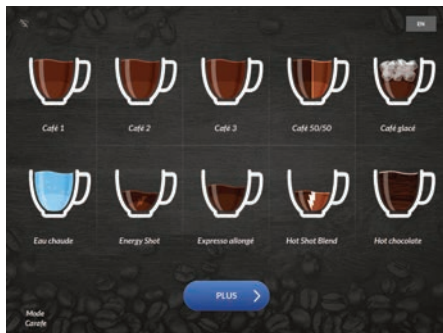 EN
Café 1
Café 2
Café 3
Café 50/50
Café glacé
Eau chaude
Energy Shot
Expresso allongé
Hot Shot Blend
Hot chocolate
PLUS
Mode
Carafe